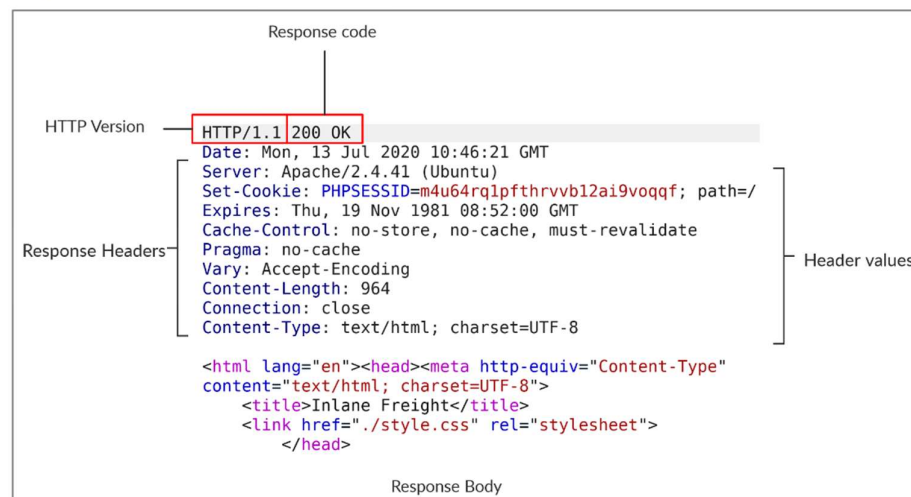 Response code
HTTP Version
HTTP/1.1 200 OK
Date: Mon, 13 Jul 2020 10:46:21 GMT
Server: Apache/2.4.41 (Ubuntu)
Set-Cookie: PHPSESSID=m4u64rq1pfthrvvb12ai9voqqf; path=/
Expires: Thu, 19 Nov 1981 08:52:00 GMT
Cache-Control: no-store, no-cache, must-revalidate
Response Headers
Pragma: no-cache
Header values
Vary: Accept-Encoding
Content-Length: 964
Connection: close
Content-Type: text/html; charset=UTF-8
<html lang="en"><head><meta http-equiv="Content-Type"
content="text/html; charset=UTF-8">
<title>Inlane Freight</title>
<link href="./style.css" rel="stylesheet">
</head>
Response Body